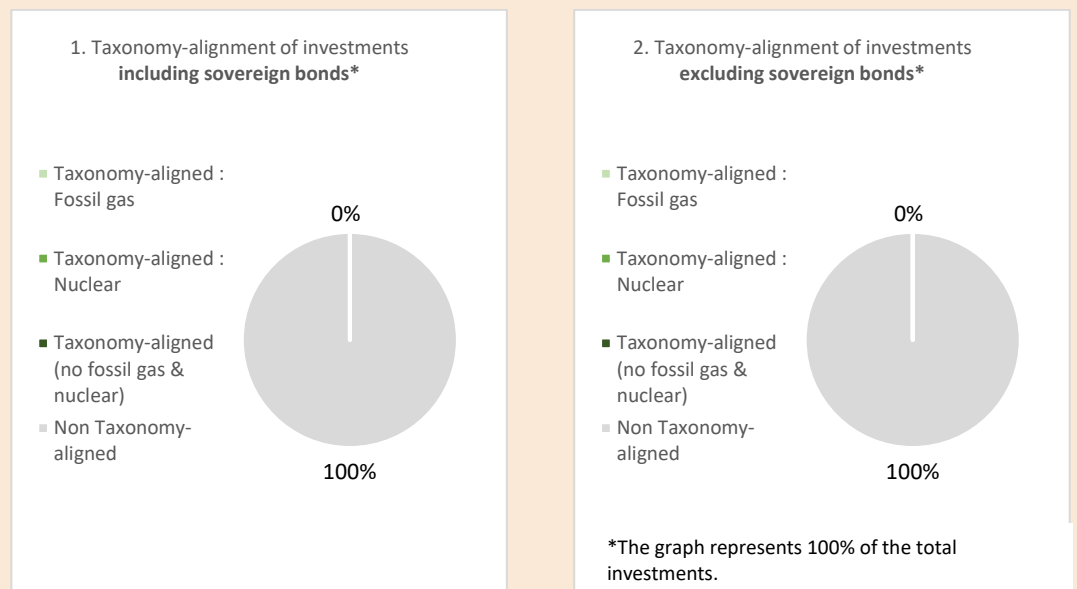 1. Taxonomy-alignment of investments
including sovereign bonds*
Taxonomy-aligned :
Fossil gas
Taxonomy-aligned :
Nuclear
Taxonomy-aligned
(no fossil gas &
nuclear)
Non Taxonomy-
aligned
0%
100%
2. Taxonomy-alignment of investments
excluding sovereign bonds*
Taxonomy-aligned :
Fossil gas
Taxonomy-aligned :
Nuclear
Taxonomy-aligned
(no fossil gas &
nuclear)
Non Taxonomy-
aligned
0%
100%
*The graph represents 100% of the total
investments.